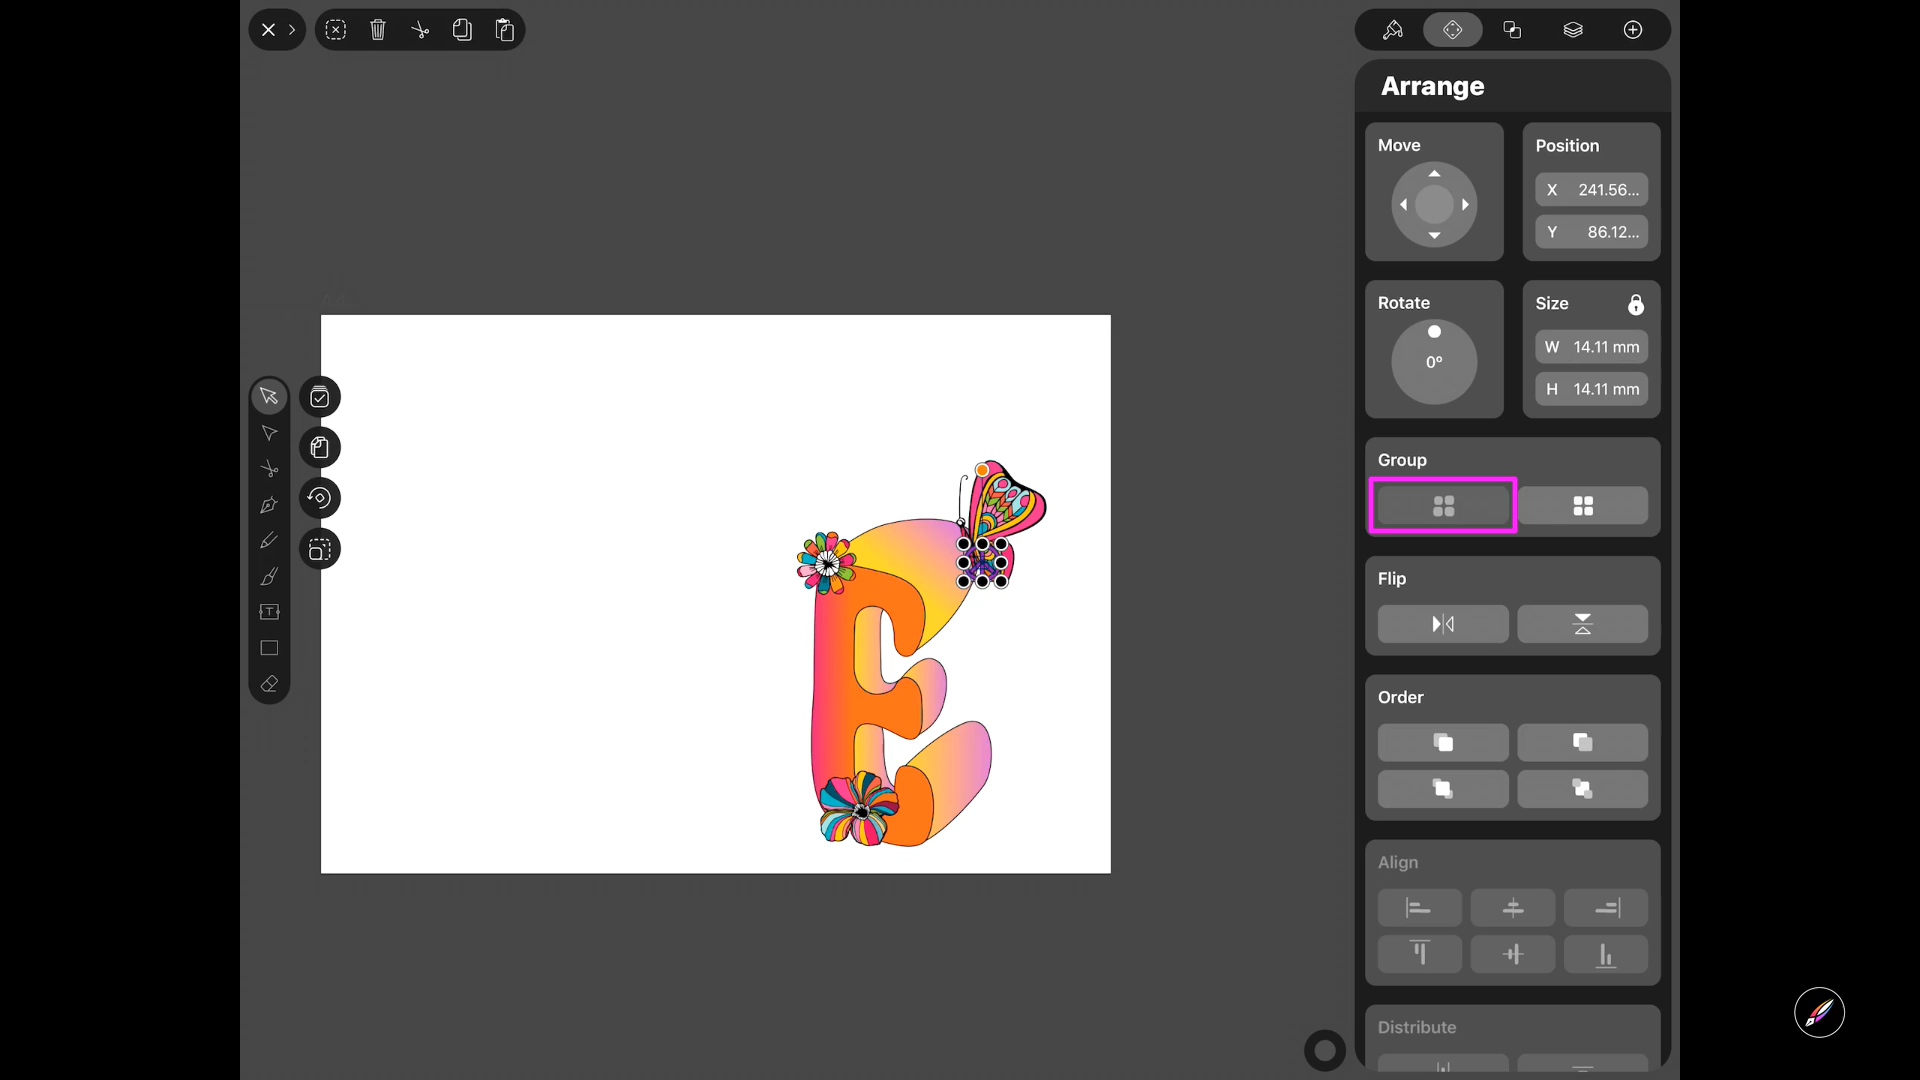 Arrange
Move
Position
X 241.56...
Y 86.12...
Rotate
0°
Size
W 14.11 mm
H 14.11 mm
Group
Flip
Order
Align
Distribute